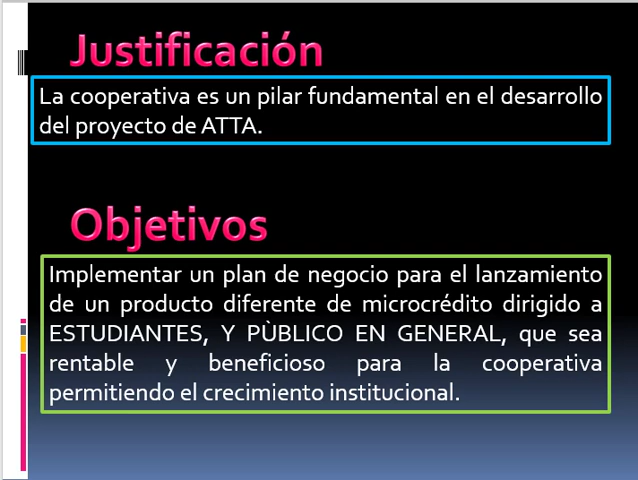 Justificación
La cooperativa es un pilar fundamental en el desarrollo
del proyecto de ATTA.
Objetivos
Implementar un plan de negocio para el lanzamiento
de un producto diferente de microcrédito dirigido a
ESTUDIANTES, Y PÙBLICO EN GENERAL, que sea
rentable y beneficioso para la cooperativa
permitiendo el crecimiento institucional.